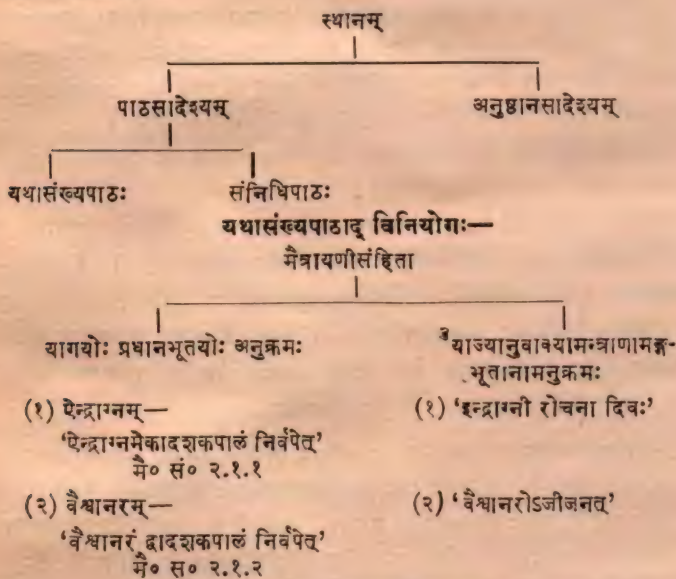 स्थानम्
पाठसादेश्यम् अनुष्ठानसादेश्यम्
यथासंख्यपाठः संनिधिपाठः
यथासंख्यपाठाद् विनियोगः—
मैत्रायणीसंहिता
यागयोः प्रधानभूतयोः अनुक्रमः
³याज्यानुवाक्यामन्त्राणामङ्ग-
भूतानामनुक्रमः
(१) ऐन्द्राग्नम्—
'ऐन्द्राग्नमेकादशकपालं निर्वपेत्'
मै० सं० २.१.१
(१) 'इन्द्राग्नी रोचना दिवः'
(२) वैश्वानरम्—
'वैश्वानरं द्वादशकपालं निर्वपेत्'
मै० स० २.१.२
(२) 'वैश्वानरोऽजीजनत्'